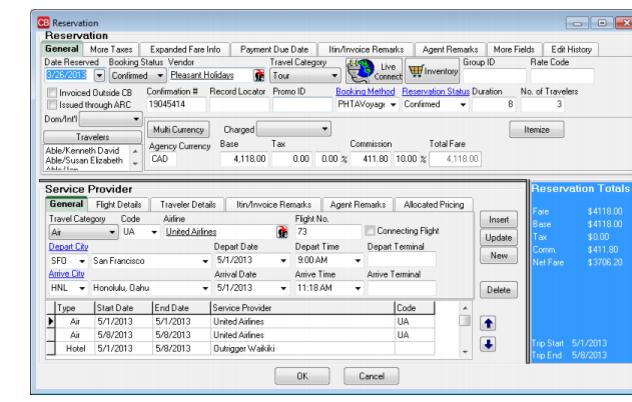 CB Reservation
Reservation
General More Taxes Expanded Fare Info Payment Due Date Itin/Invoice Remarks Agent Remarks More Fields Edit History
Date Reserved Booking Status Vendor Travel Category Group ID Rate Code
3/26/2013 Confirmed Pleasant Holidays Tour Live Connect Inventory
Invoiced Outside CB Confirmation # Record Locator Promo ID Booking Method Reservation Status Duration No. of Travelers
Issued through ARC 19045414 PHTAVoyage Confirmed 8 3
Dom/Int'l
Travelers Multi Currency Charged Itemize
Able/Kenneth David Agency Currency Base Tax Commission Total Fare
Able/Susan Elizabeth CAD 4,118.00 0.00 0.00 % 411.80 10.00 % 4,118.00
Service Provider Reservation Totals
General Flight Details Traveler Details Itin/Invoice Remarks Agent Remarks Allocated Pricing
Travel Category Code Airline Flight No. Insert Fare $4118.00
Air UA United Airlines 73 Connecting Flight Update Base $4118.00
Depart City Depart Date Depart Time Depart Terminal Tax $0.00
SFO San Francisco 5/1/2013 9:00 AM New Comm. $411.80
Arrive City Arrival Date Arrive Time Arrive Terminal Net Fare $3706.20
HNL Honolulu, Oahu 5/1/2013 11:18 AM Delete
Type Start Date End Date Service Provider Code
Air 5/1/2013 5/1/2013 United Airlines UA
Air 5/8/2013 5/8/2013 United Airlines UA
Hotel 5/1/2013 5/8/2013 Outrigger Waikiki
Trip Start 5/1/2013
Trip End 5/8/2013
OK Cancel